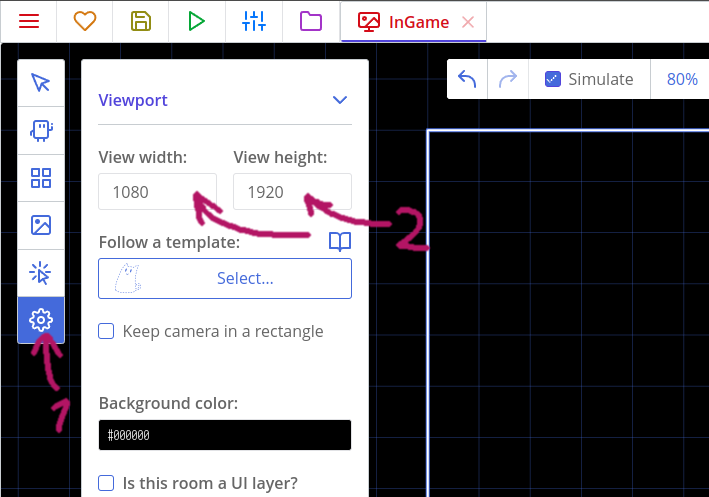 InGame
Simulate
80%
Viewport
View width:
View height:
1080
1920
2
Follow a template:
Select...
Keep camera in a rectangle
1
Background color:
#000000
Is this room a UI layer?